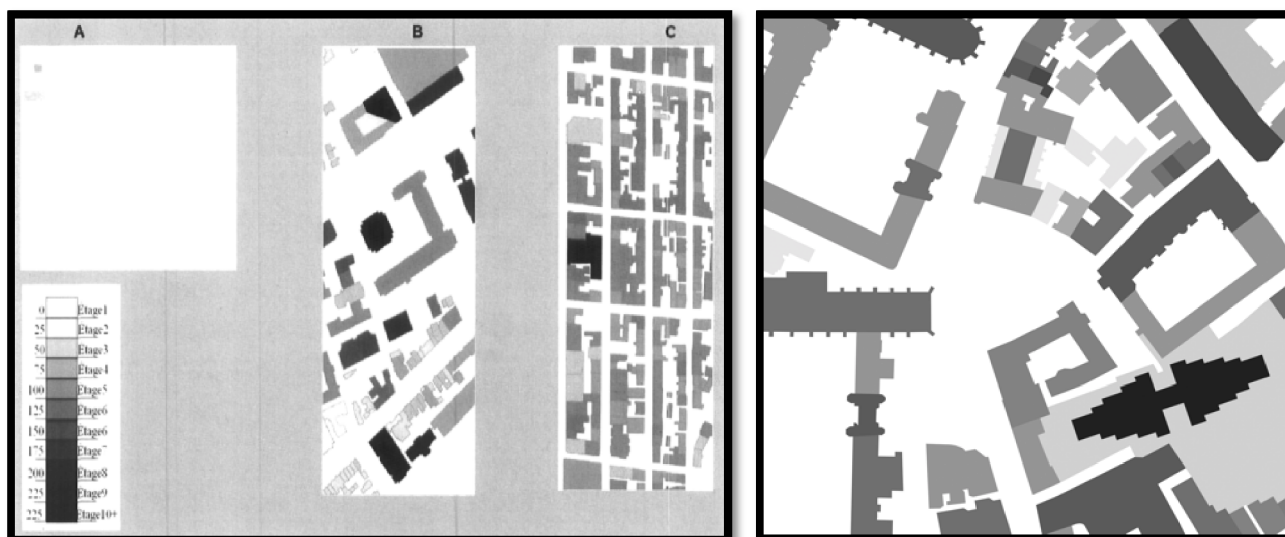 A B C
0 Etage1
25 Etage2
50 Etage3
75 Etage4
100 Etage5
125 Etage6
150 Etage6
175 Etage7
200 Etage8
225 Etage9
225 Etage10+